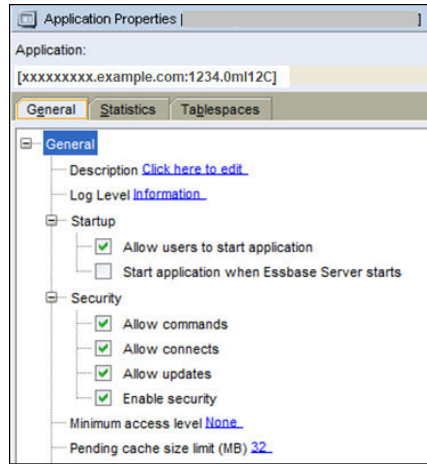 Application Properties | ]
Application:
[xxxxxxxxx.example.com:1234.0ml12C]
General Statistics Tablespaces
General
Description Click here to edit
Log Level Information
Startup
Allow users to start application
Start application when Essbase Server starts
Security
Allow commands
Allow connects
Allow updates
Enable security
Minimum access level None
Pending cache size limit (MB) 32